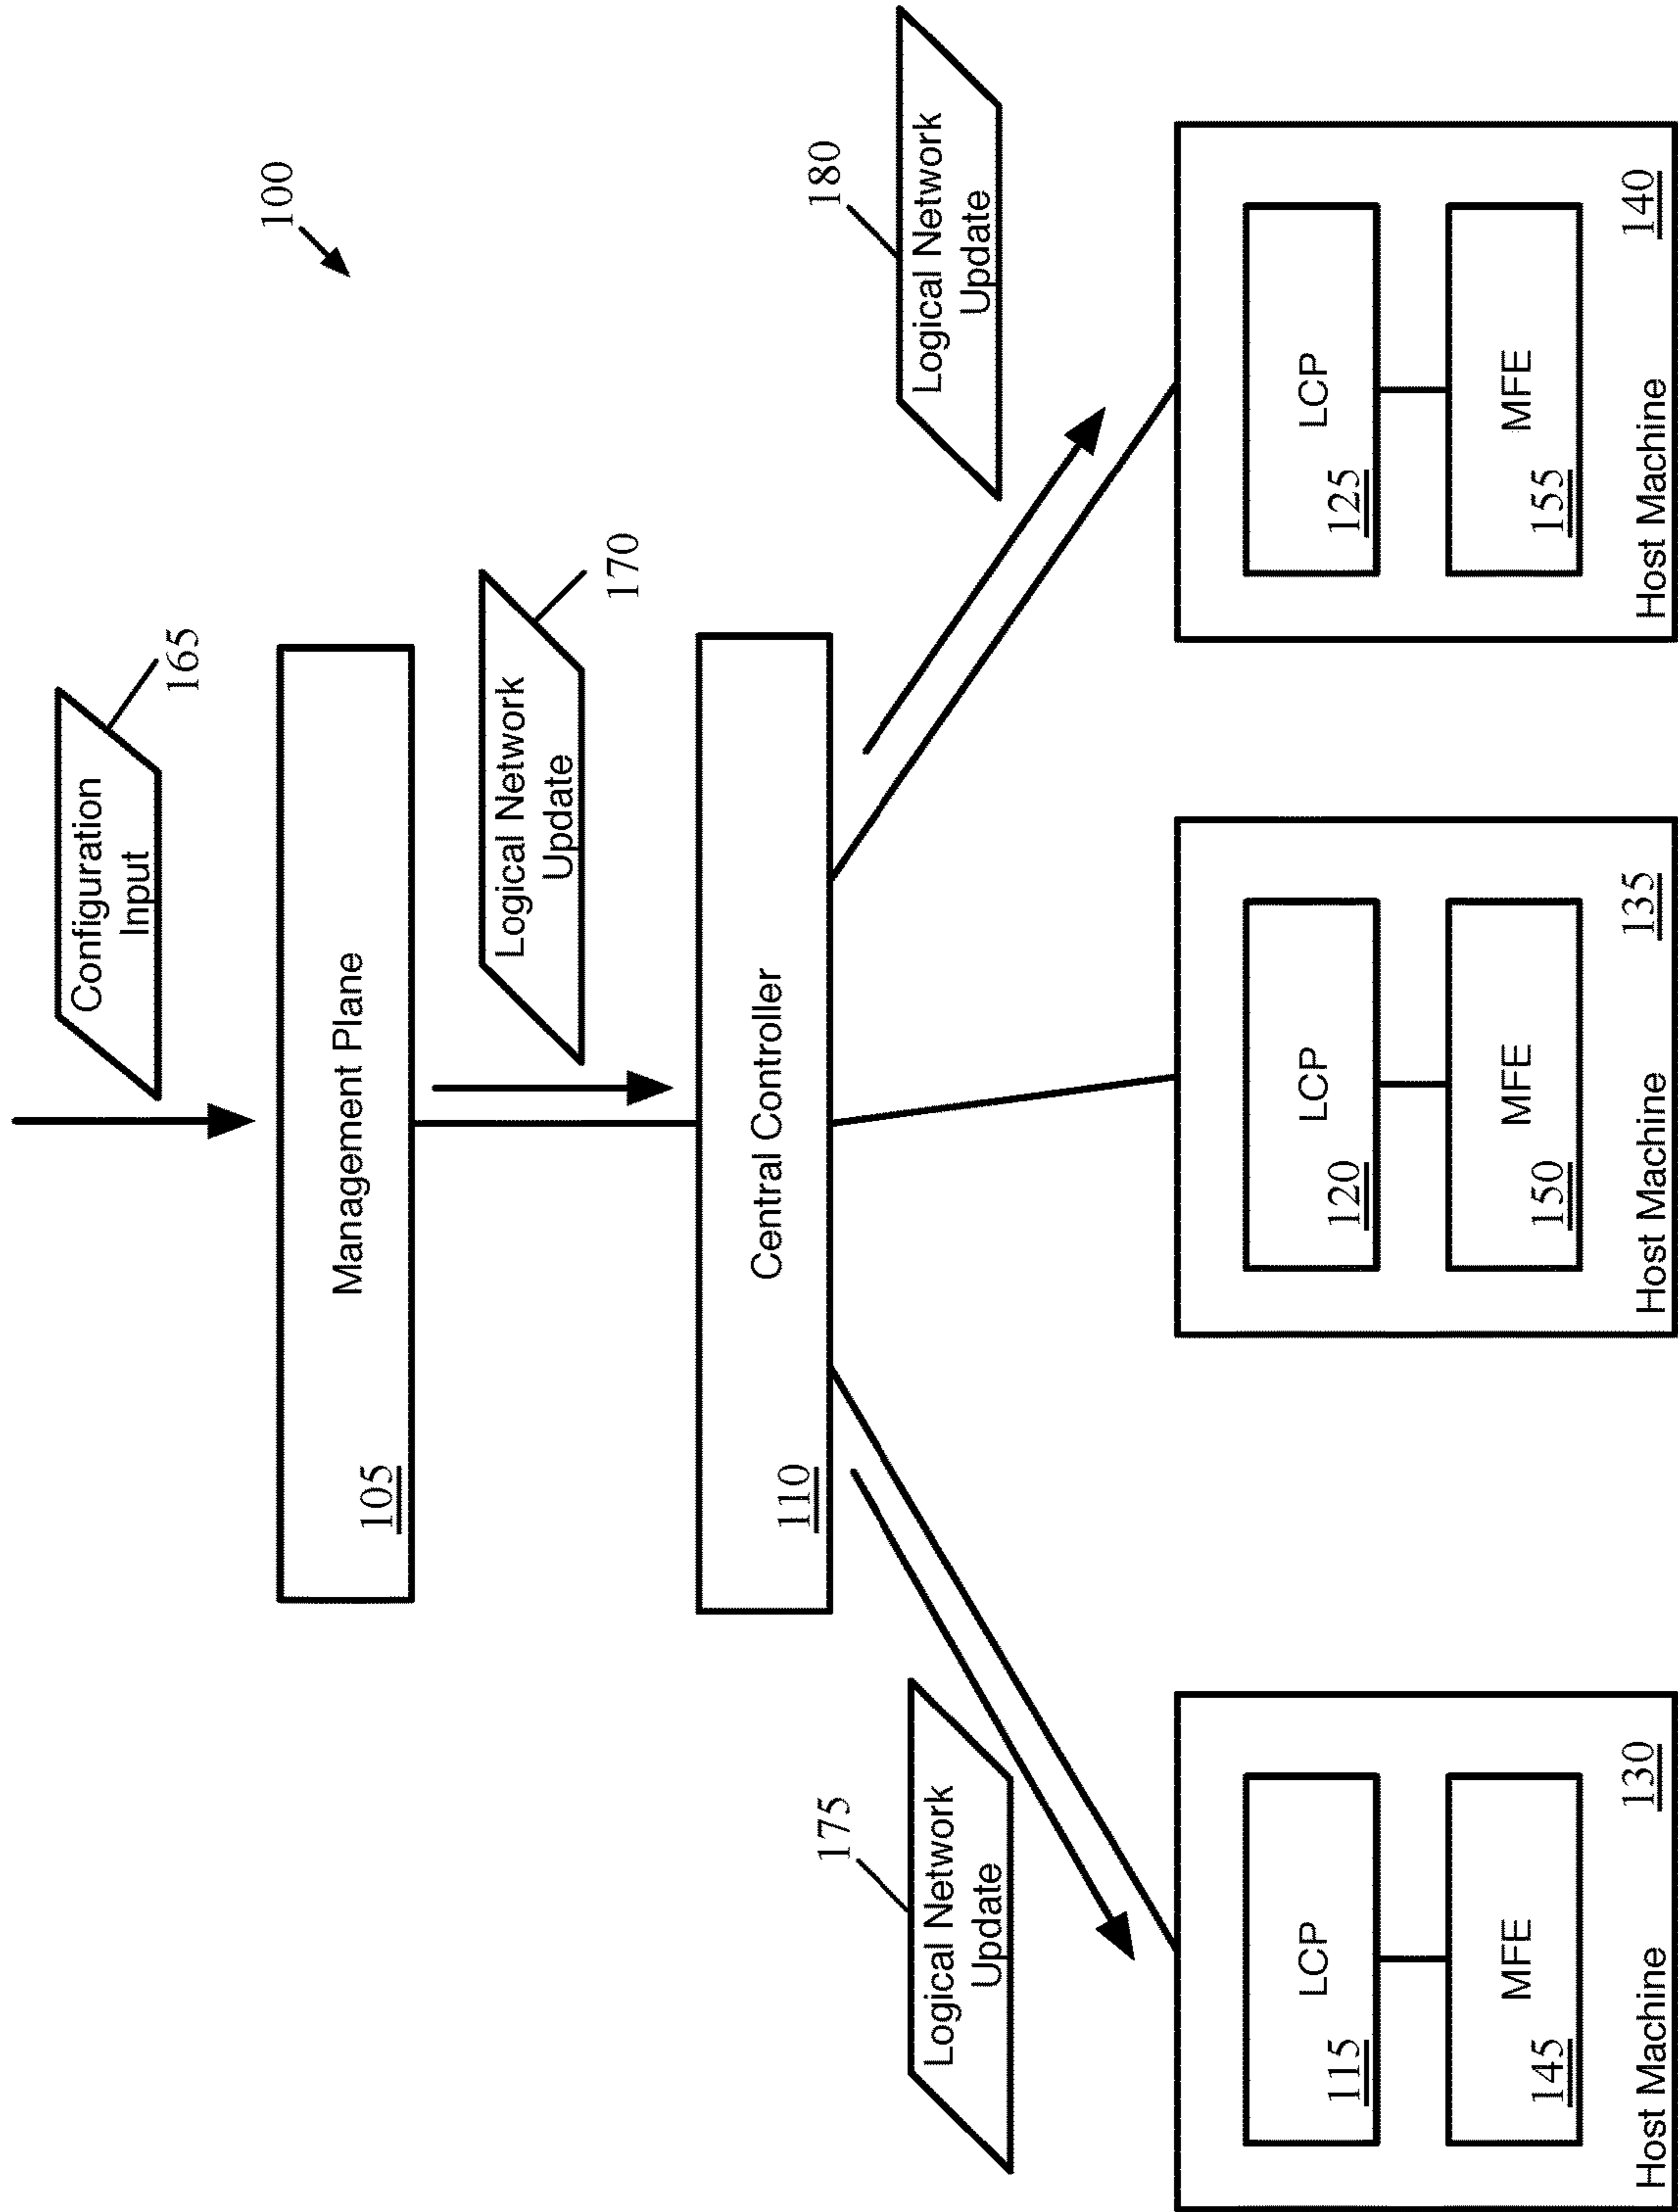 100
Configuration
Input
165
Management Plane
105
Logical Network
Update
170
Central Controller
110
175
Logical Network
Update
180
Logical Network
Update
LCP
115
MFE
145
Host Machine
130
LCP
120
MFE
150
Host Machine
135
LCP
125
MFE
155
Host Machine
140